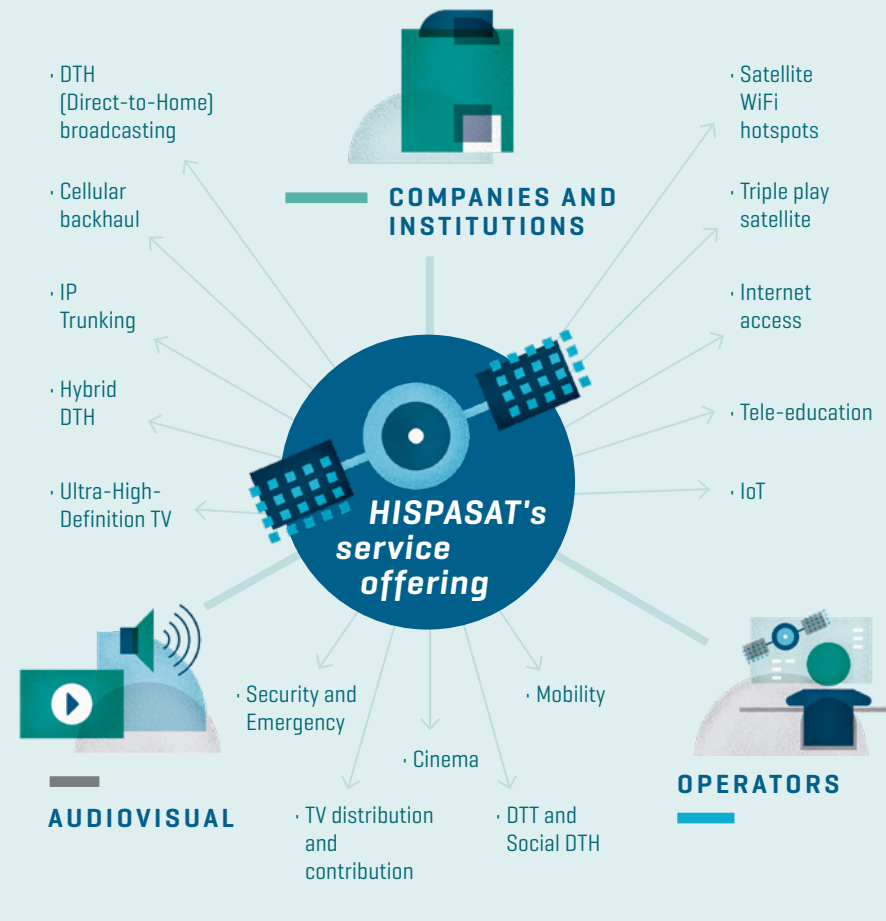 · DTH
(Direct-to-Home)
broadcasting
· Cellular
backhaul
· IP
Trunking
· Hybrid
DTH
· Ultra-High-
Definition TV
COMPANIES AND
INSTITUTIONS
· Satellite
WiFi
hotspots
· Triple play
satellite
· Internet
access
· Tele-education
· IoT
HISPASAT's
service
offering
· Security and
Emergency
· Mobility
· Cinema
· TV distribution
and
contribution
· DTT and
Social DTH
AUDIOVISUAL
OPERATORS